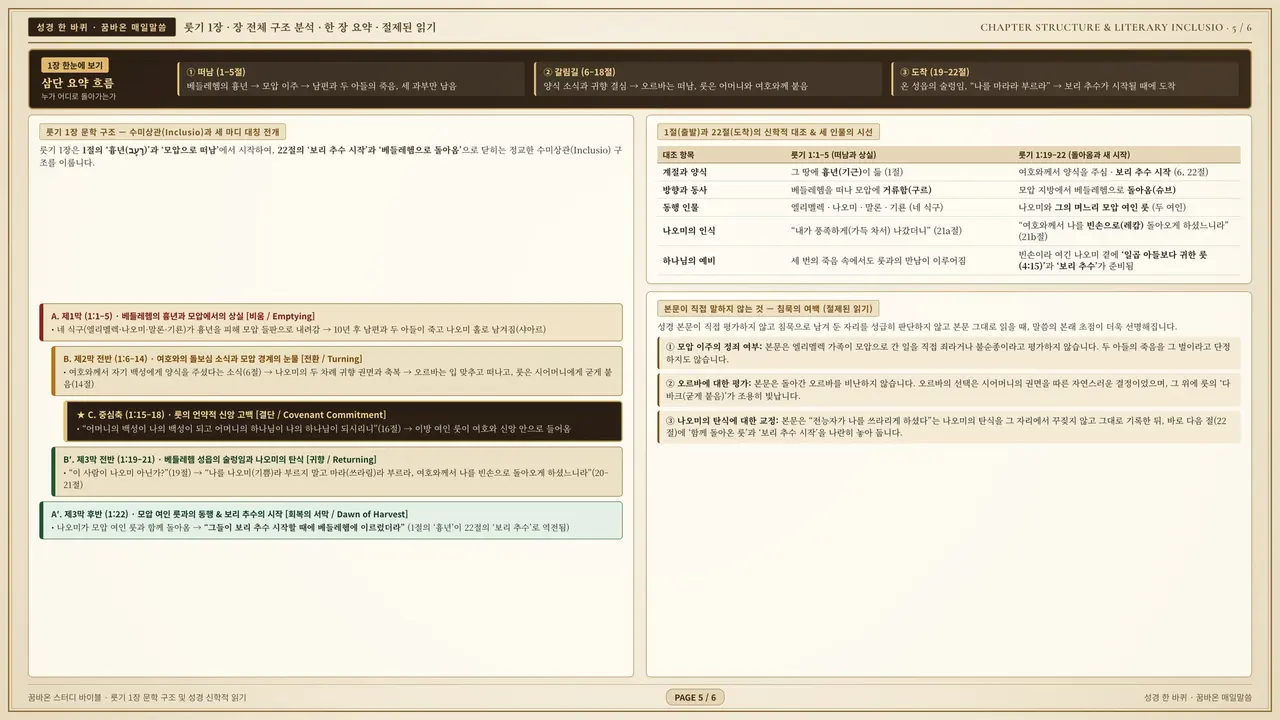 성경 한 바퀴 · 꿈바온 매일말씀
룻기 1장 · 장 전체 구조 분석 · 한 장 요약 · 절제된 읽기
CHAPTER STRUCTURE & LITERARY INCLUSIO · 5 / 6
1장 한눈에 보기
삼단 요약 흐름
누가 어디로 돌아가는가
① 떠남 (1–5절)
베들레헴의 흉년 → 모압 이주 → 남편과 두 아들의 죽음, 세 과부만 남음
② 갈림길 (6–18절)
양식 소식과 귀향 결심 → 오르바는 떠남, 룻은 어머니와 여호와께 붙음
③ 도착 (19–22절)
온 성읍의 술렁임, “나를 마라라 부르라” → 보리 추수가 시작될 때에 도착
룻기 1장 문학 구조 — 수미상관(Inclusio)과 세 마디 대칭 전개
룻기 1장은 1절의 ‘흉년(רָעָב)’과 ‘모압으로 떠남’에서 시작하여, 22절의 ‘보리 추수 시작’과 ‘베들레헴으로 돌아옴’으로 닫히는 정교한 수미상관(Inclusio) 구
조를 이룹니다.
A. 제1막 (1:1–5) · 베들레헴의 흉년과 모압에서의 상실 [비움 / Emptying]
• 네 식구(엘리멜렉·나오미·말론·기룐)가 흉년을 피해 모압 들판으로 내려감 → 10년 후 남편과 두 아들이 죽고 나오미 홀로 남겨짐(샤아르)
B. 제2막 전반 (1:6–14) · 여호와의 돌보심 소식과 모압 경계의 눈물 [전환 / Turning]
• 여호와께서 자기 백성에게 양식을 주셨다는 소식(6절) → 나오미의 두 차례 귀향 권면과 축복 → 오르바는 입 맞추고 떠나고, 룻은 시어머니에게 굳게 붙
음(14절)
★ C. 중심축 (1:15–18) · 룻의 언약적 신앙 고백 [결단 / Covenant Commitment]
• “어머니의 백성이 나의 백성이 되고 어머니의 하나님이 나의 하나님이 되시리니”(16절) → 이방 여인 룻이 여호와 신앙 안으로 들어옴
B'. 제3막 전반 (1:19–21) · 베들레헴 성읍의 술렁임과 나오미의 탄식 [귀향 / Returning]
• “이 사람이 나오미 아닌가?”(19절) → “나를 나오미(기쁨)라 부르지 말고 마라(쓰라림)라 부르라, 여호와께서 나를 빈손으로 돌아오게 하셨느니라”(20–
21절)
A'. 제3막 후반 (1:22) · 모압 여인 룻과의 동행 & 보리 추수의 시작 [회복의 서막 / Dawn of Harvest]
• 나오미가 모압 여인 룻과 함께 돌아옴 → “그들이 보리 추수 시작할 때에 베들레헴에 이르렀더라” (1절의 ‘흉년’이 22절의 ‘보리 추수’로 역전됨)
1절(출발)과 22절(도착)의 신학적 대조 & 세 인물의 시선
대조 항목 룻기 1:1–5 (떠남과 상실) 룻기 1:19–22 (돌아옴과 새 시작)
계절과 양식 그 땅에 흉년(기근)이 듦 (1절) 여호와께서 양식을 주심 · 보리 추수 시작 (6, 22절)
방향과 동사 베들레헴을 떠나 모압에 거류함(구르) 모압 지방에서 베들레헴으로 돌아옴(슈브)
동행 인물 엘리멜렉 · 나오미 · 말론 · 기룐 (네 식구) 나오미와 그의 며느리 모압 여인 룻 (두 여인)
나오미의 인식 “내가 풍족하게(가득 차서) 나갔더니” (21a절) “여호와께서 나를 빈손으로(레캄) 돌아오게 하셨느니라”
(21b절)
하나님의 예비 세 번의 죽음 속에서도 룻과의 만남이 이루어짐 빈손이라 여긴 나오미 곁에 ‘일곱 아들보다 귀한 룻
(4:15)’과 ‘보리 추수’가 준비됨
본문이 직접 말하지 않는 것 — 침묵의 여백 (절제된 읽기)
성경 본문이 직접 평가하지 않고 침묵으로 남겨 둔 자리를 성급히 판단하지 않고 본문 그대로 읽을 때, 말씀의 본래 초점이 더욱 선명해집니다.
① 모압 이주의 정죄 여부: 본문은 엘리멜렉 가족이 모압으로 간 일을 직접 죄라거나 불순종이라고 평가하지 않습니다. 두 아들의 죽음을 그 벌이라고 단정
하지도 않습니다.
② 오르바에 대한 평가: 본문은 돌아간 오르바를 비난하지 않습니다. 오르바의 선택은 시어머니의 권면을 따른 자연스러운 결정이었으며, 그 위에 룻의 ‘다
바크(굳게 붙음)’가 조용히 빛납니다.
③ 나오미의 탄식에 대한 교정: 본문은 “전능자가 나를 쓰라리게 하셨다”는 나오미의 탄식을 그 자리에서 꾸짖지 않고 그대로 기록한 뒤, 바로 다음 절(22
절)에 ‘함께 돌아온 룻’과 ‘보리 추수 시작’을 나란히 놓아 둡니다.
꿈바온 스터디 바이블 · 룻기 1장 문학 구조 및 성경 신학적 읽기
PAGE 5 / 6
성경 한 바퀴 · 꿈바온 매일말씀